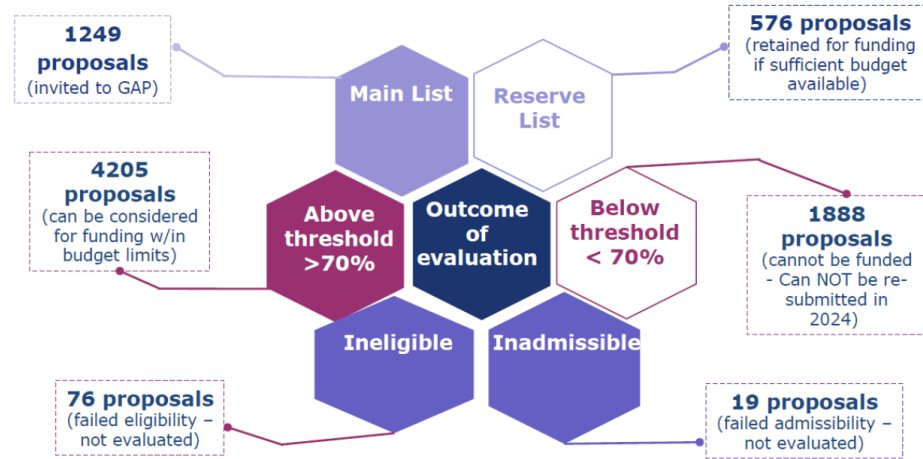 1249
proposals
(invited to GAP)
576 proposals
(retained for funding
if sufficient budget
available)
Main List
Reserve
List
4205
proposals
(can be considered
for funding w/in
budget limits)
Above
threshold
>70%
Outcome
of
evaluation
Below
threshold
< 70%
1888
proposals
(cannot be funded
- Can NOT be re-
submitted in
2024)
Ineligible
Inadmissible
76 proposals
(failed eligibility –
not evaluated)
19 proposals
(failed admissibility –
not evaluated)